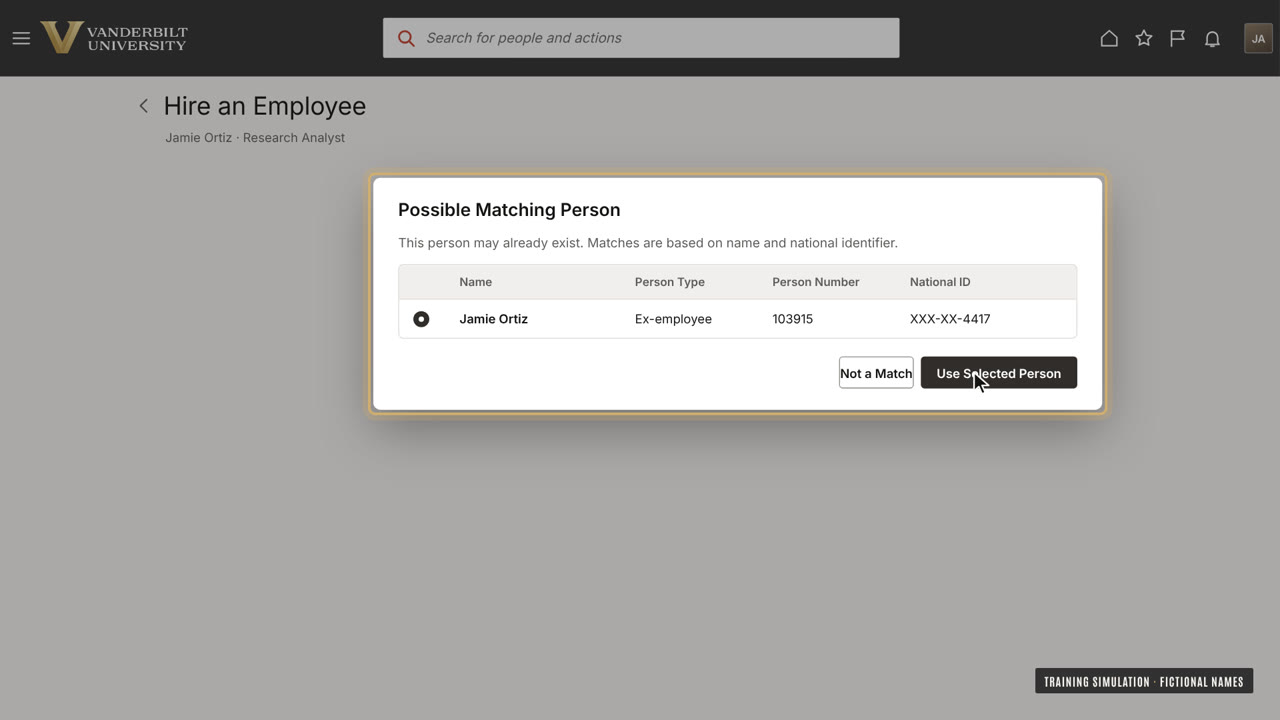 VANDERBILT
UNIVERSITY
Search for people and actions
JA
Hire an Employee
Jamie Ortiz · Research Analyst
Possible Matching Person
This person may already exist. Matches are based on name and national identifier.
Name Person Type Person Number National ID
Jamie Ortiz Ex-employee 103915 XXX-XX-4417
Not a Match Use Selected Person
TRAINING SIMULATION · FICTIONAL NAMES